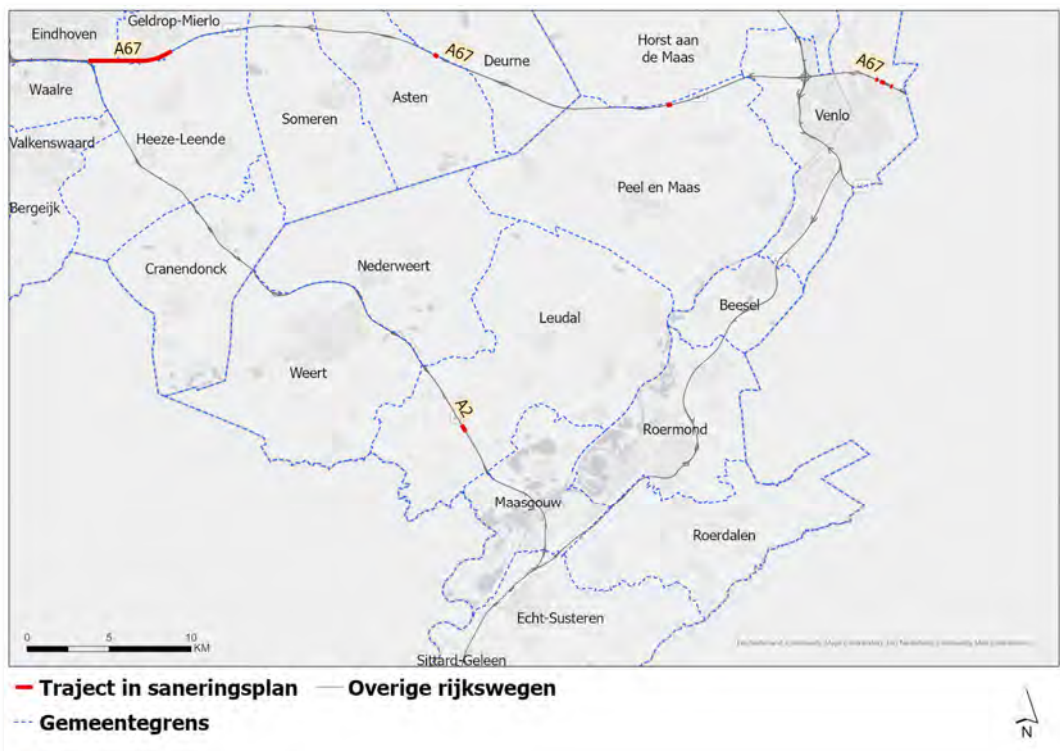 Geldrop-Mierlo
Eindhoven
A67
Waalre
Valkenswaard
Heeze-Leende
Someren
Asten
A67
Deurne
Horst aan
de Maas
A67
Venlo
Peel en Maas
Bergeijk
Cranendonck
Nederweert
Leudal
Beesel
Weert
A2
Roermond
Maasgouw
Roerdalen
Echt-Susteren
Sittard-Geleen
0 5 10
KM
Traject in saneringsplan Overige rijkswegen
Gemeentegrens
N